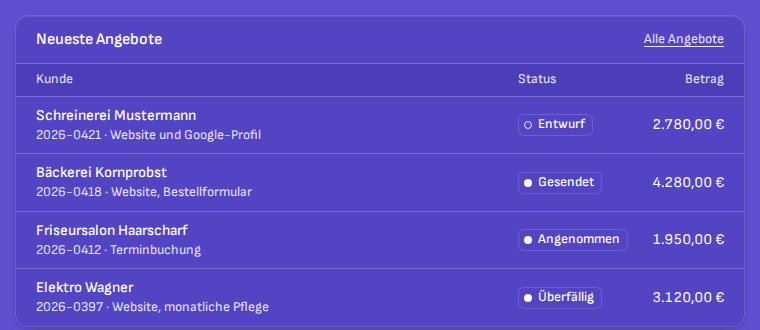 Neueste Angebote
Alle Angebote
Kunde Status Betrag
Schreinerei Mustermann
2026-0421 · Website und Google-Profil
Entwurf
2.780,00 €
Bäckerei Kornprobst
2026-0418 · Website, Bestellformular
Gesendet
4.280,00 €
Friseursalon Haarscharf
2026-0412 · Terminbuchung
Angenommen
1.950,00 €
Elektro Wagner
2026-0397 · Website, monatliche Pflege
Überfällig
3.120,00 €